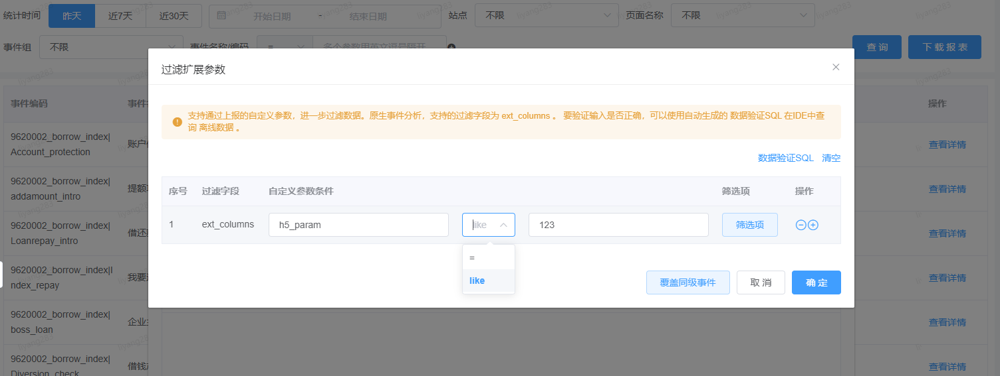 统计时间 昨天 近7天 近30天 开始日期 - 结束日期 站点 不限 页面名称 不限
事件组 不限 事件名称/编码 = 多个参数用英文逗号隔开 查 询 下 载 报 表
过滤扩展参数
支持通过上报的自定义参数，进一步过滤数据。原生事件分析，支持的过滤字段为 ext_columns 。 要验证输入是否正确，可以使用自动生成的 数据验证SQL 在IDE中查
询 离线数据 。
数据验证SQL 清空
序号 过滤字段 自定义参数条件 筛选项 操作
1 ext_columns h5_param like 123 筛选项
=
like
覆盖同级事件 取 消 确 定
事件编码 操作
9620002_borrow_index|
Account_protection
账户 查看详情
9620002_borrow_index|
addamount_intro
提额 查看详情
9620002_borrow_index|
Loanrepay_intro
借还 查看详情
9620002_borrow_index|I
ndex_repay
我要 查看详情
9620002_borrow_index|
boss_loan
企业 查看详情
9620002_borrow_index|
Diversion_check
借钱 查看详情
liyang283